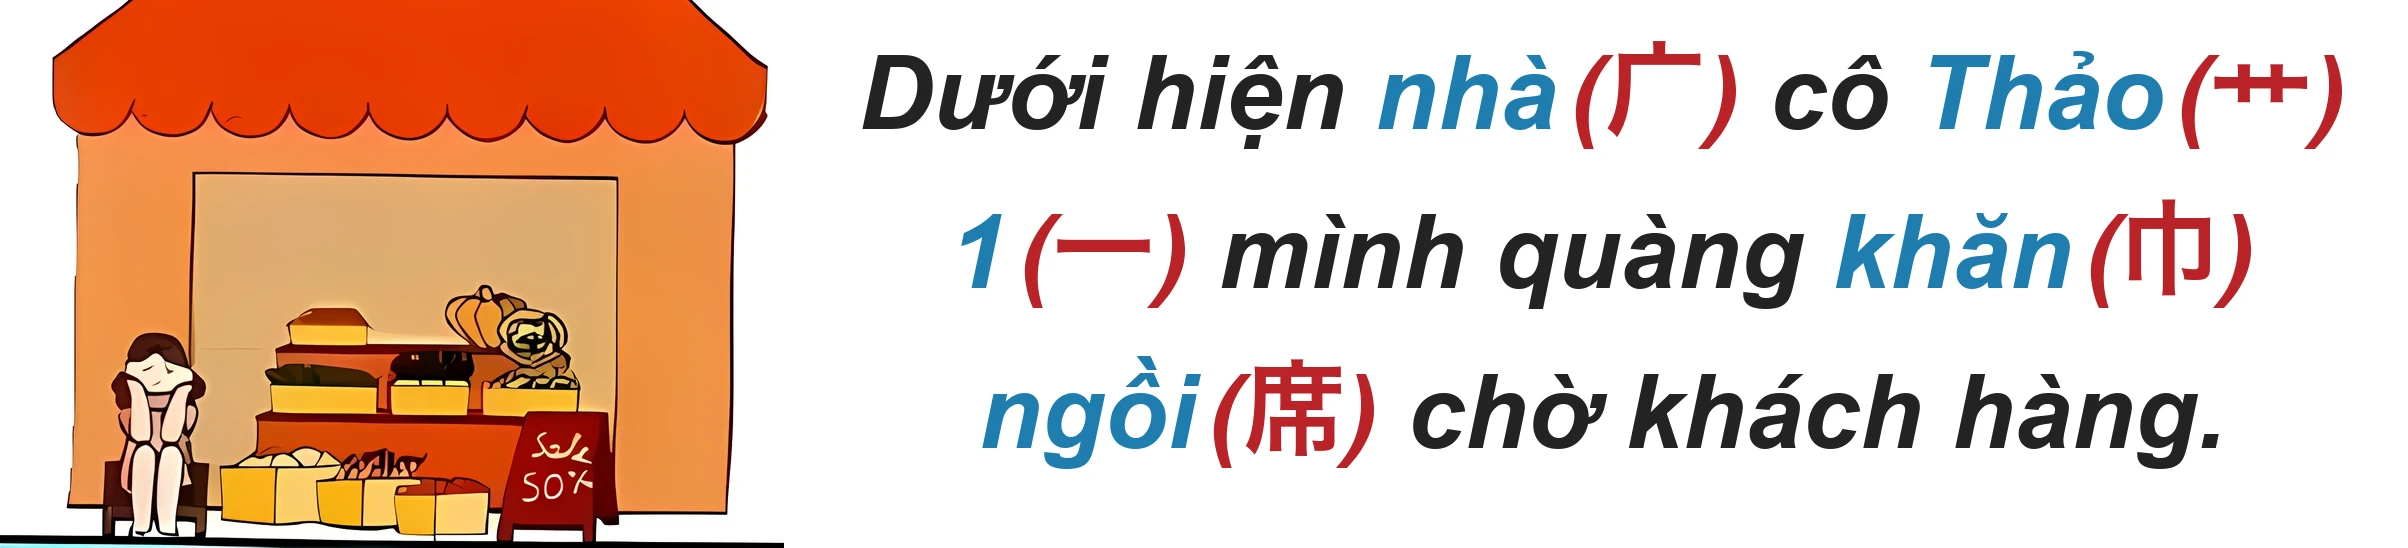 Dưới hiện nhà (广) cô Thảo (艹)
1 (一) mình quàng khăn (巾)
ngồi (席) chờ khách hàng.
Sale
50%